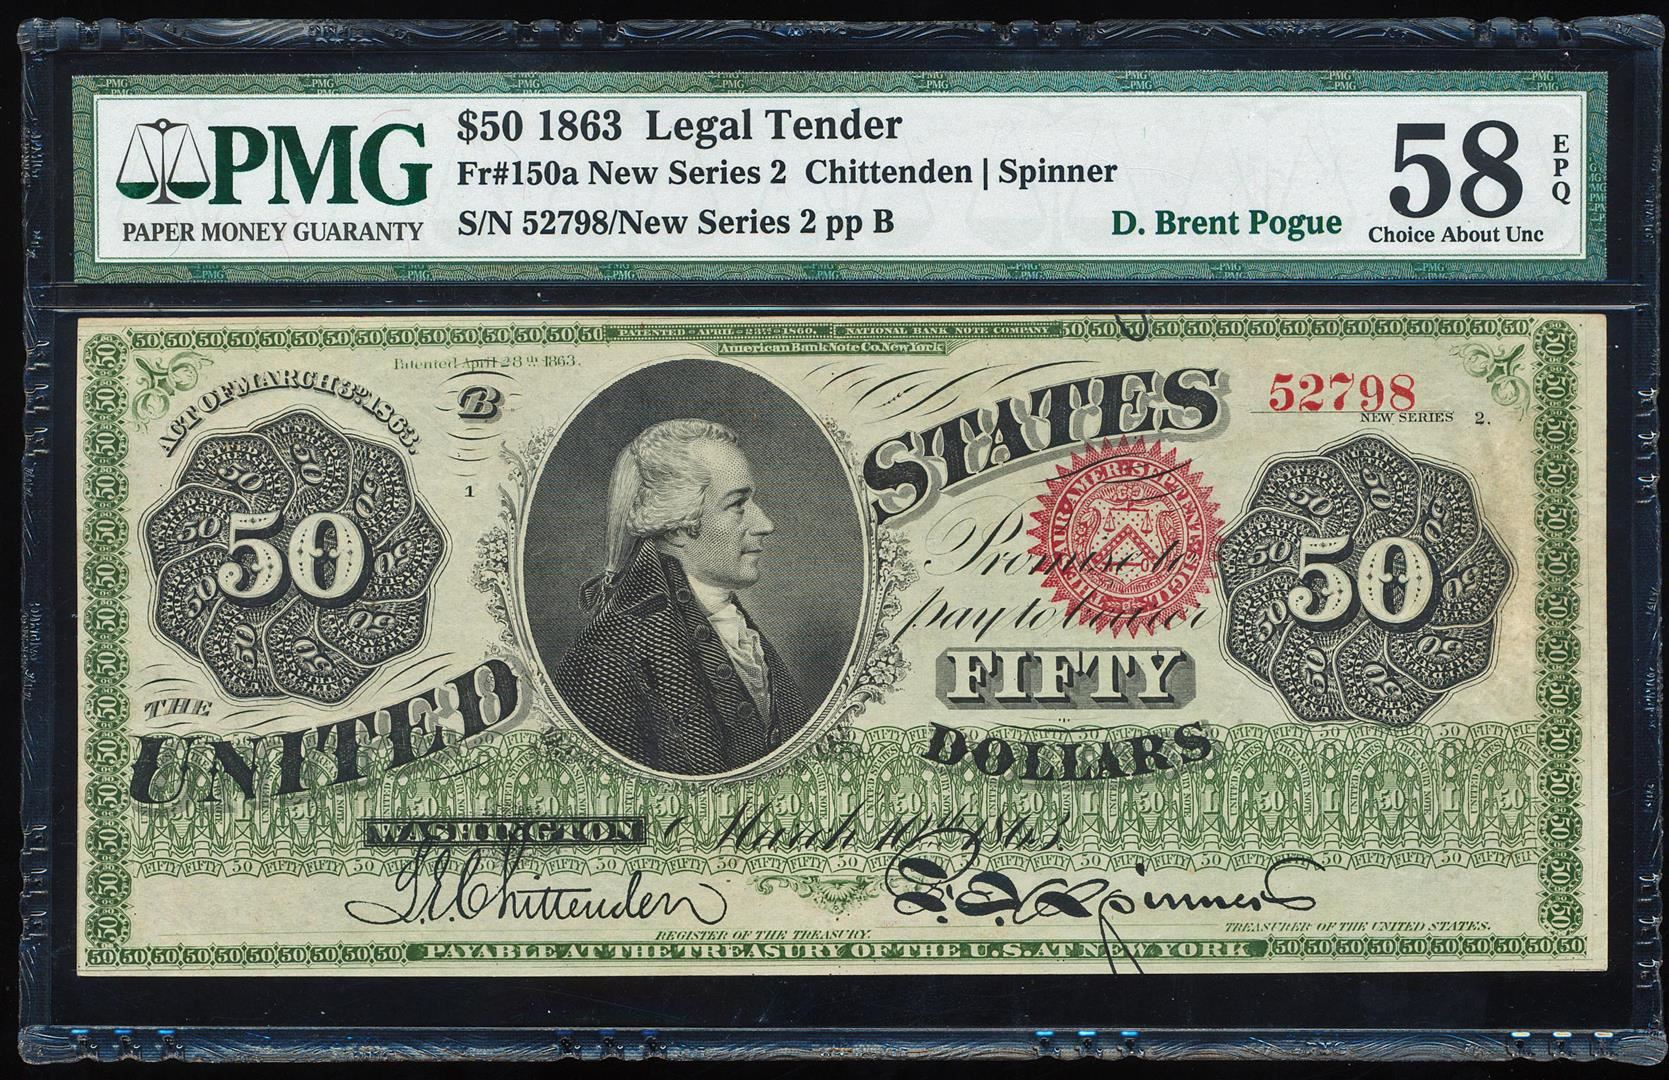 PMG
PAPER MONEY GUARANTY
$50 1863 Legal Tender
Fr#150a New Series 2 Chittenden | Spinner
S/N 52798/New Series 2 pp B
D. Brent Pogue
58
EPQ
Choice About Unc
PATENTED APRIL 23RD 1860.
NATIONAL BANK NOTE COMPANY
American Bank Note Co. New York
Patented April 28th 1863.
ACT OF MARCH 3D, 1863.
B
1
52798
NEW SERIES 2.
50
50
THE
UNITED
STATES
Promise to
pay to bearer
FIFTY
DOLLARS
WASHINGTON March 10th 1863
S.E. Chittenden
F.E. Spinner
REGISTER OF THE TREASURY.
TREASURER OF THE UNITED STATES.
PAYABLE AT THE TREASURY OF THE U.S. AT NEW YORK